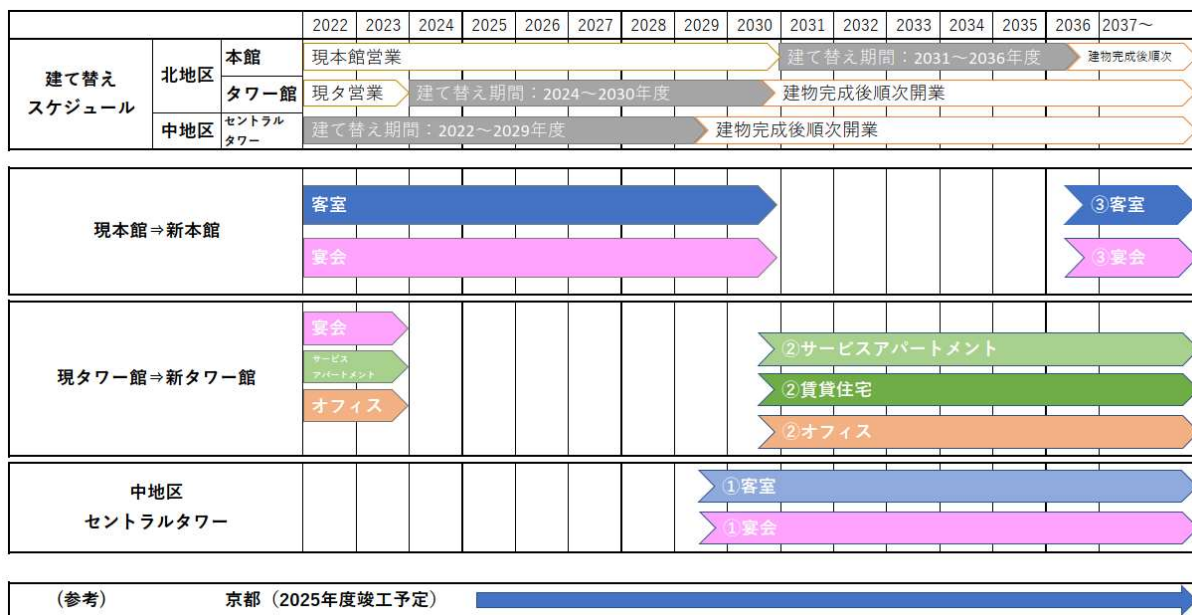 2022 2023 2024 2025 2026 2027 2028 2029 2030 2031 2032 2033 2034 2035 2036 2037～
建て替え
スケジュール
北地区
本館
現本館営業
建て替え期間：2031～2036年度
建物完成後順次
タワー館
現タ営業
建て替え期間：2024～2030年度
建物完成後順次開業
中地区
セントラル
タワー
建て替え期間：2022～2029年度
建物完成後順次開業
現本館⇒新本館
客室
③客室
宴会
③宴会
現タワー館⇒新タワー館
宴会
サービス
アパートメント
オフィス
②サービスアパートメント
②賃貸住宅
②オフィス
中地区
セントラルタワー
①客室
①宴会
(参考)
京都（2025年度竣工予定）